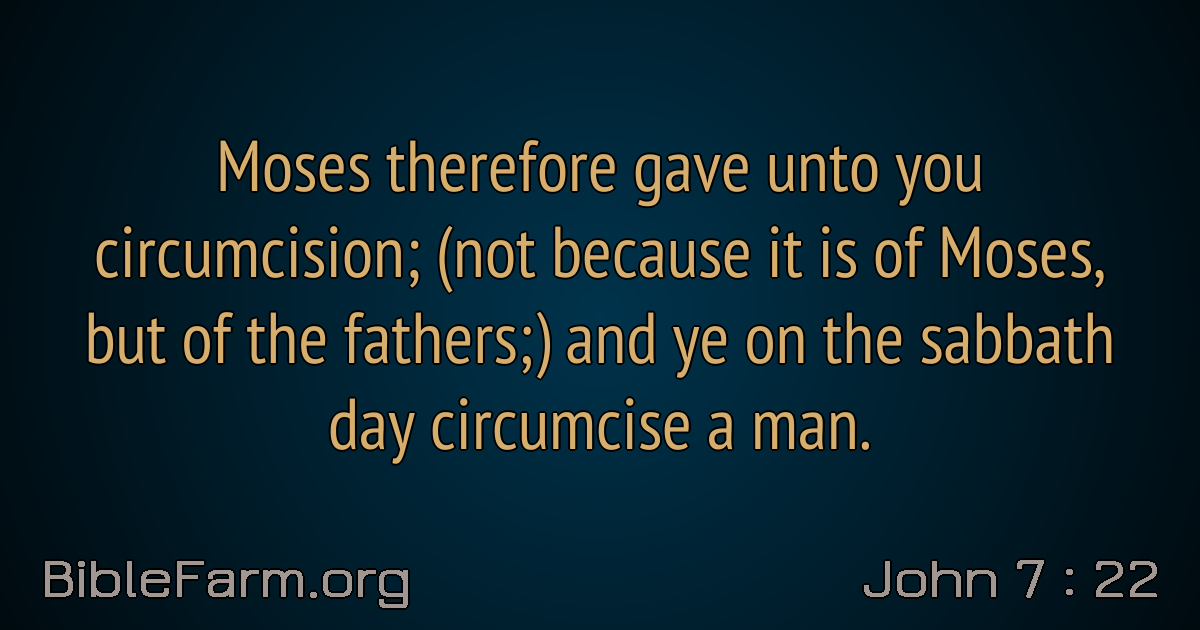 Moses therefore gave unto you
circumcision; (not because it is of Moses,
but of the fathers;) and ye on the sabbath
day circumcise a man.
BibleFarm.org
John 7 : 22